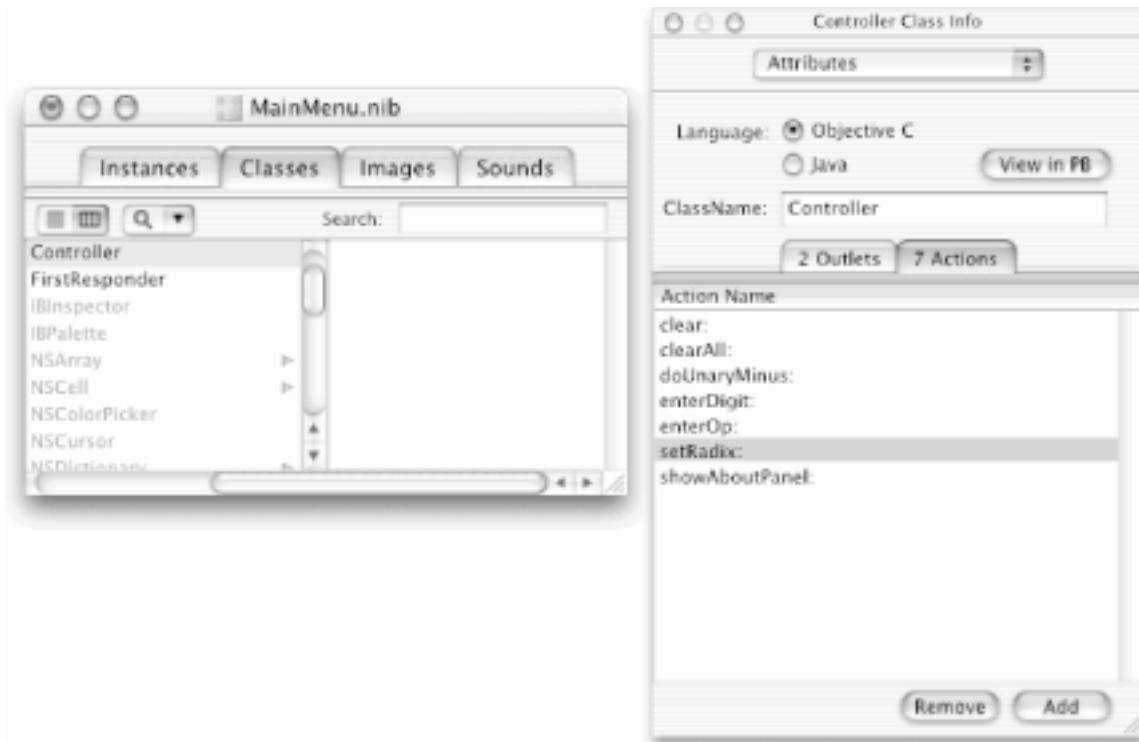 MainMenu.nib
Instances Classes Images Sounds
Search:
Controller
FirstResponder
IBInspector
IBPalette
NSArray
NSCell
NSColorPicker
NSCursor
NSDictionary
Controller Class Info
Attributes
Language: Objective C
Java View in PB
ClassName: Controller
2 Outlets 7 Actions
Action Name
clear:
clearAll:
doUnaryMinus:
enterDigit:
enterOp:
setRadix:
showAboutPanel:
Remove Add